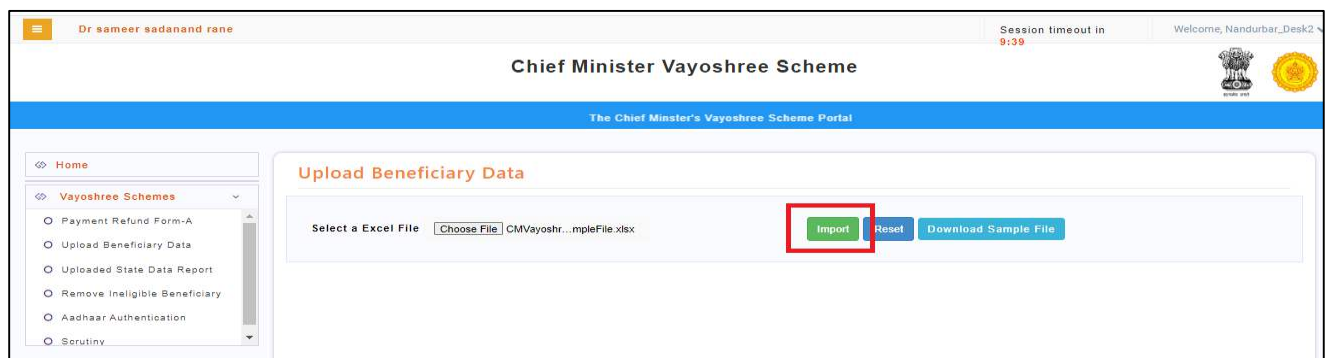 Dr sameer sadanand rane
Session timeout in
9:39
Welcome, Nandurbar_Desk2
Chief Minister Vayoshree Scheme
The Chief Minster's Vayoshree Scheme Portal
Home
Vayoshree Schemes
Payment Refund Form-A
Upload Beneficiary Data
Uploaded State Data Report
Remove Ineligible Beneficiary
Aadhaar Authentication
Scrutiny
Upload Beneficiary Data
Select a Excel File Choose File CMVayoshr...mpleFile.xlsx Import Reset Download Sample File